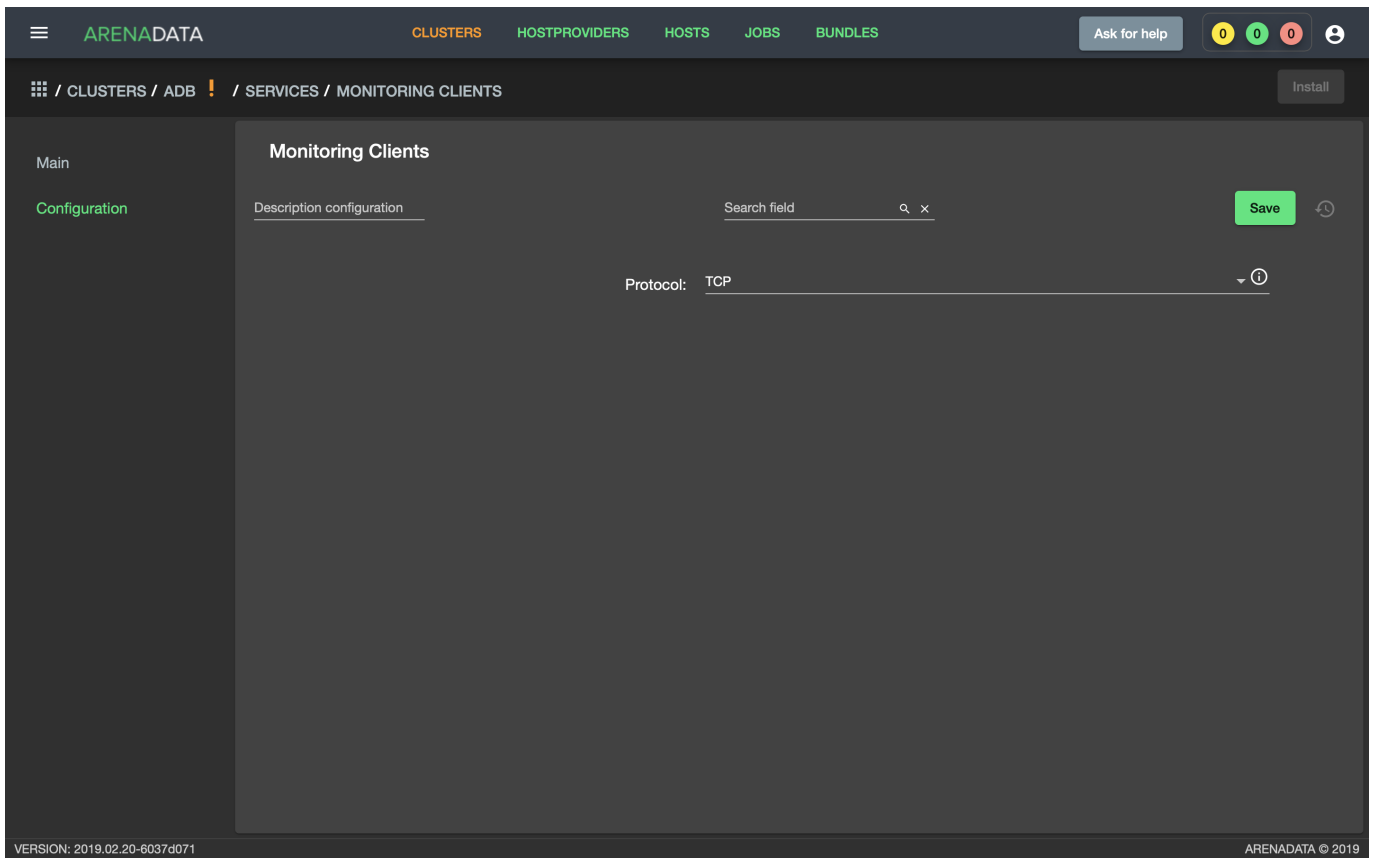 ARENADATA CLUSTERS HOSTPROVIDERS HOSTS JOBS BUNDLES Ask for help 0 0 0
/ CLUSTERS / ADB ! / SERVICES / MONITORING CLIENTS Install
Main
Configuration
Monitoring Clients
Description configuration Search field Save
Protocol: TCP
VERSION: 2019.02.20-6037d071 ARENADATA © 2019